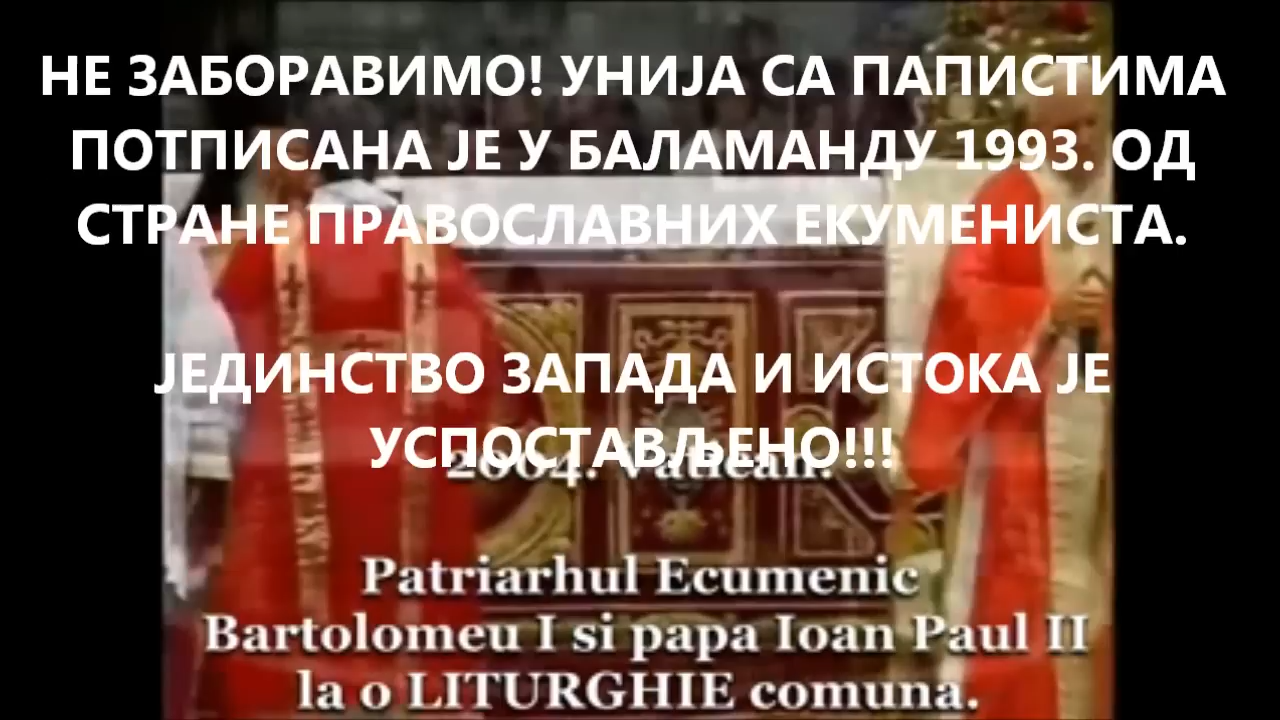 НЕ ЗАБОРАВИМО! УНИЈА СА ПАПИСТИМА
ПОТПИСАНА ЈЕ У БАЛАМАНДУ 1993. ОД
СТРАНЕ ПРАВОСЛАВНИХ ЕКУМЕНИСТА.
ЈЕДИНСТВО ЗАПАДА И ИСТОКА ЈЕ
УСПОСТАВЉЕНО!!!
2004. Vatican.
Patriarhul Ecumenic
Bartolomeu I si papa Ioan Paul II
la o LITURGHIE comuna.